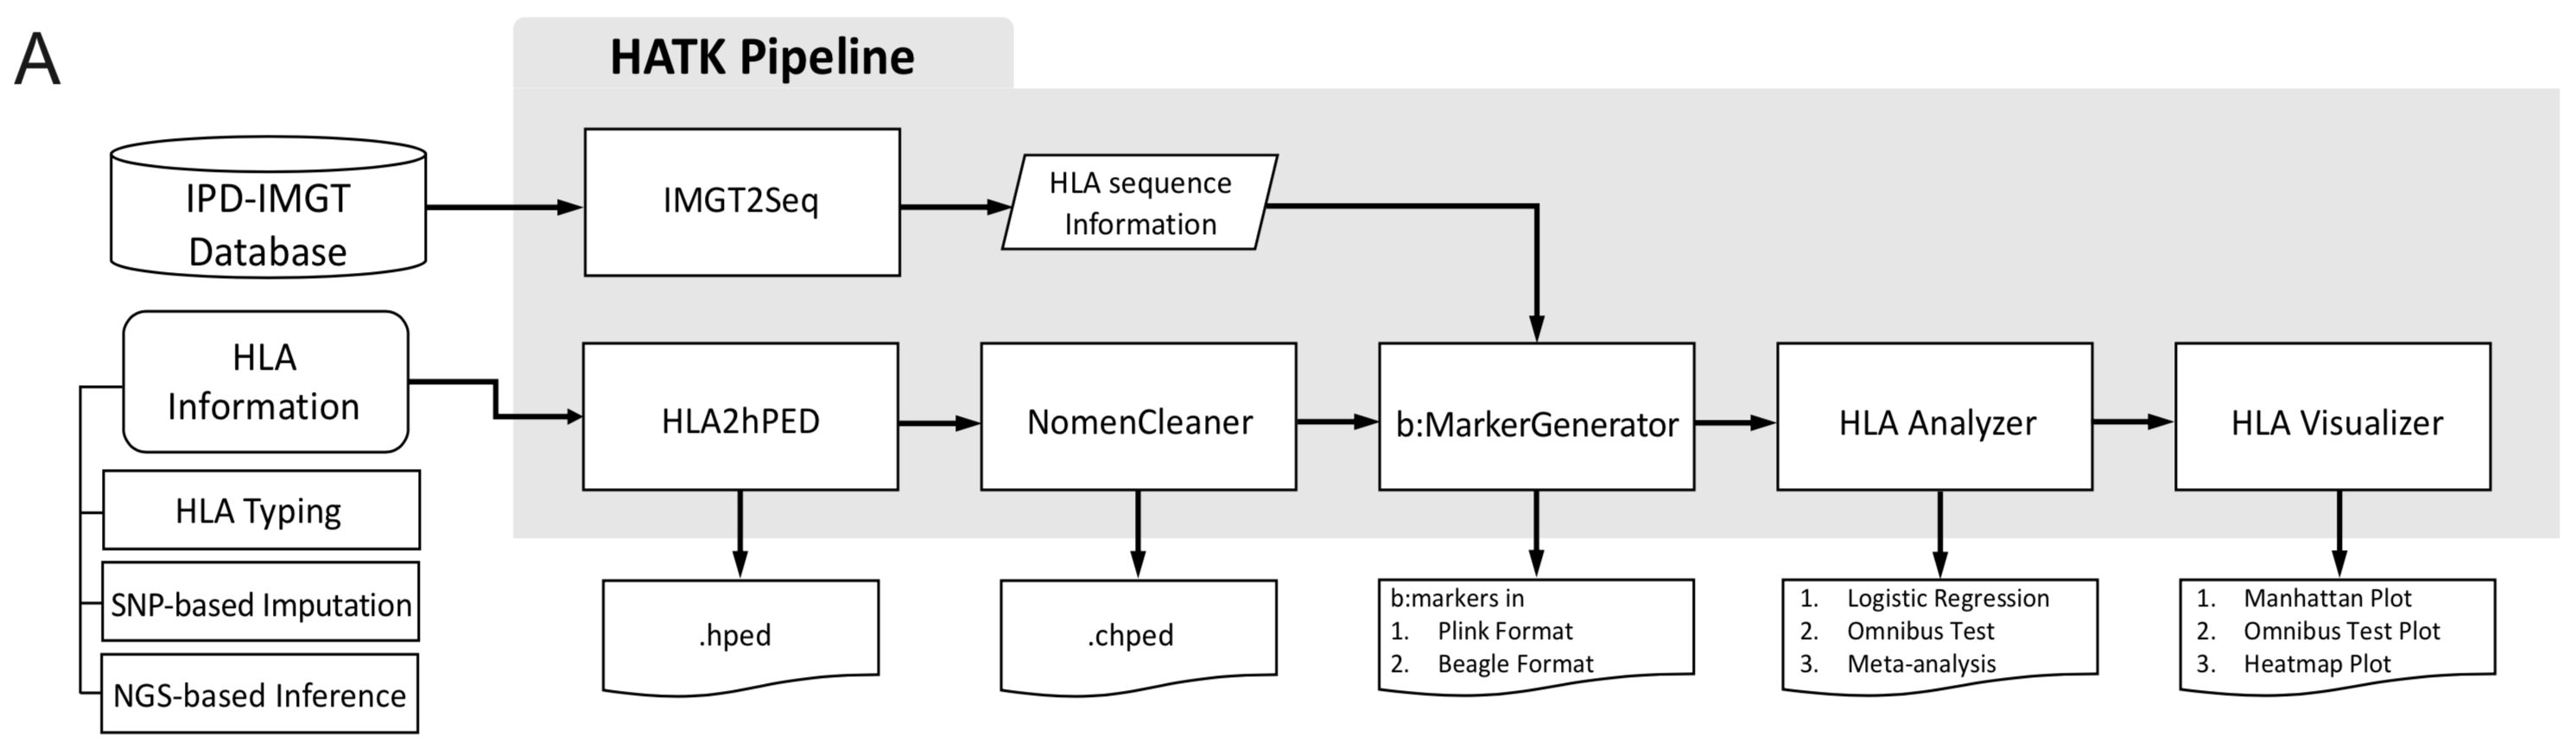 A
HATK Pipeline
IPD-IMGT
Database
IMGT2Seq
HLA sequence
Information
HLA
Information
HLA Typing
SNP-based Imputation
NGS-based Inference
HLA2hPED
NomenCleaner
b:MarkerGenerator
HLA Analyzer
HLA Visualizer
.hped
.chped
b:markers in
1. Plink Format
2. Beagle Format
1. Logistic Regression
2. Omnibus Test
3. Meta-analysis
1. Manhattan Plot
2. Omnibus Test Plot
3. Heatmap Plot